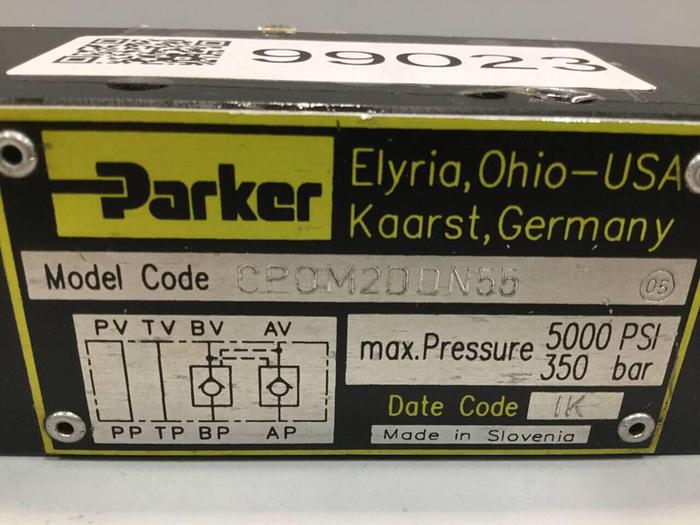 99023
Parker
Elyria, Ohio-USA
Kaarst, Germany
Model Code CPOM2DDN55 05
PV TV BV AV
PP TP BP AP
max. Pressure 5000 PSI
350 bar
Date Code 1K
Made in Slovenia